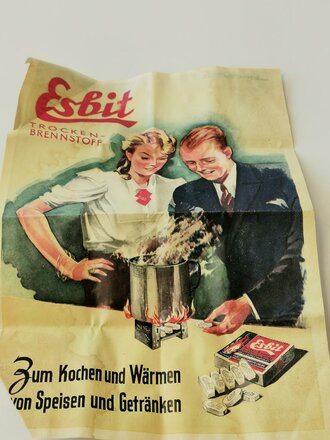 Esbit
TROCKEN-
BRENNSTOFF
Zum Kochen und Wärmen
von Speisen und Getränken
Esbit